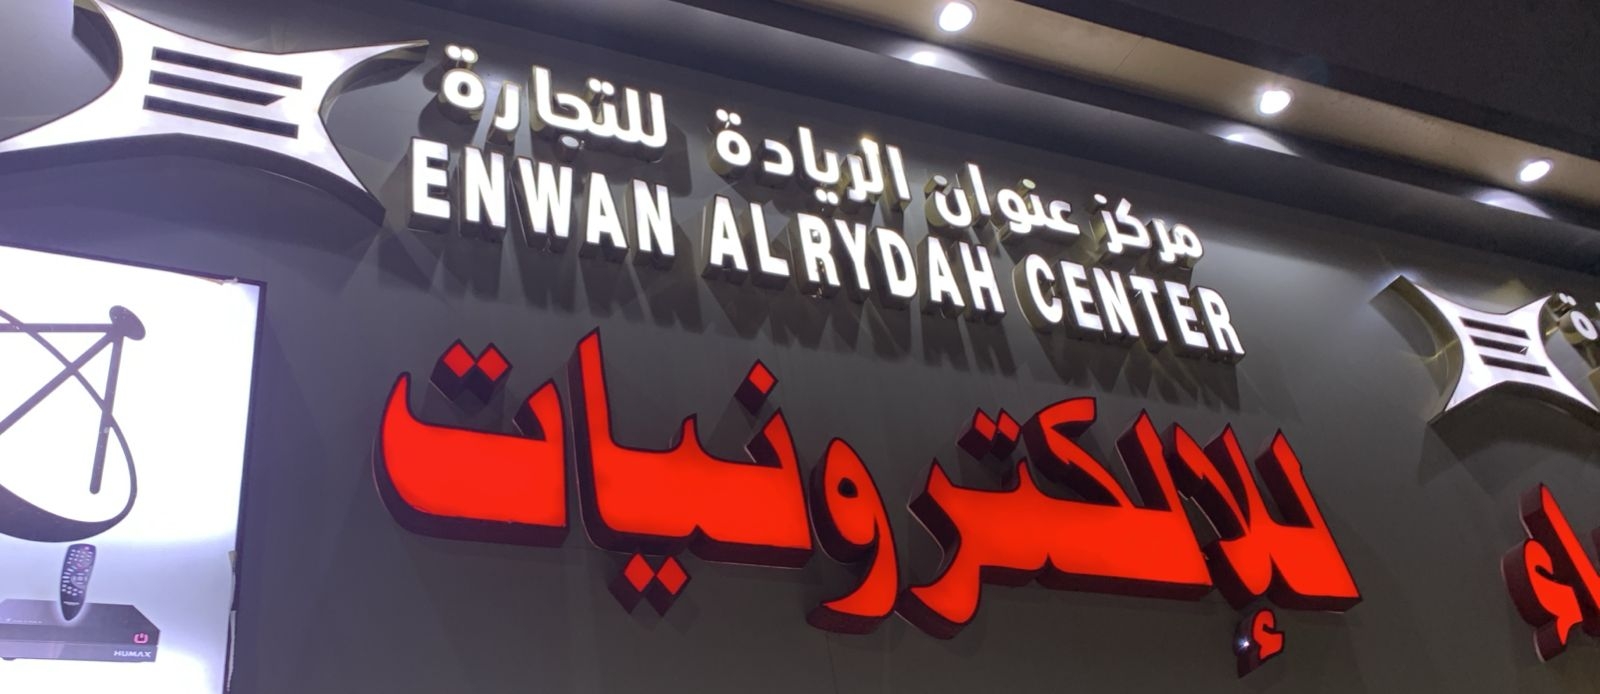 مركز عنوان الريادة للتجارة
ENWAN ALRYDAH CENTER
للإلكترونيات
HUMAX